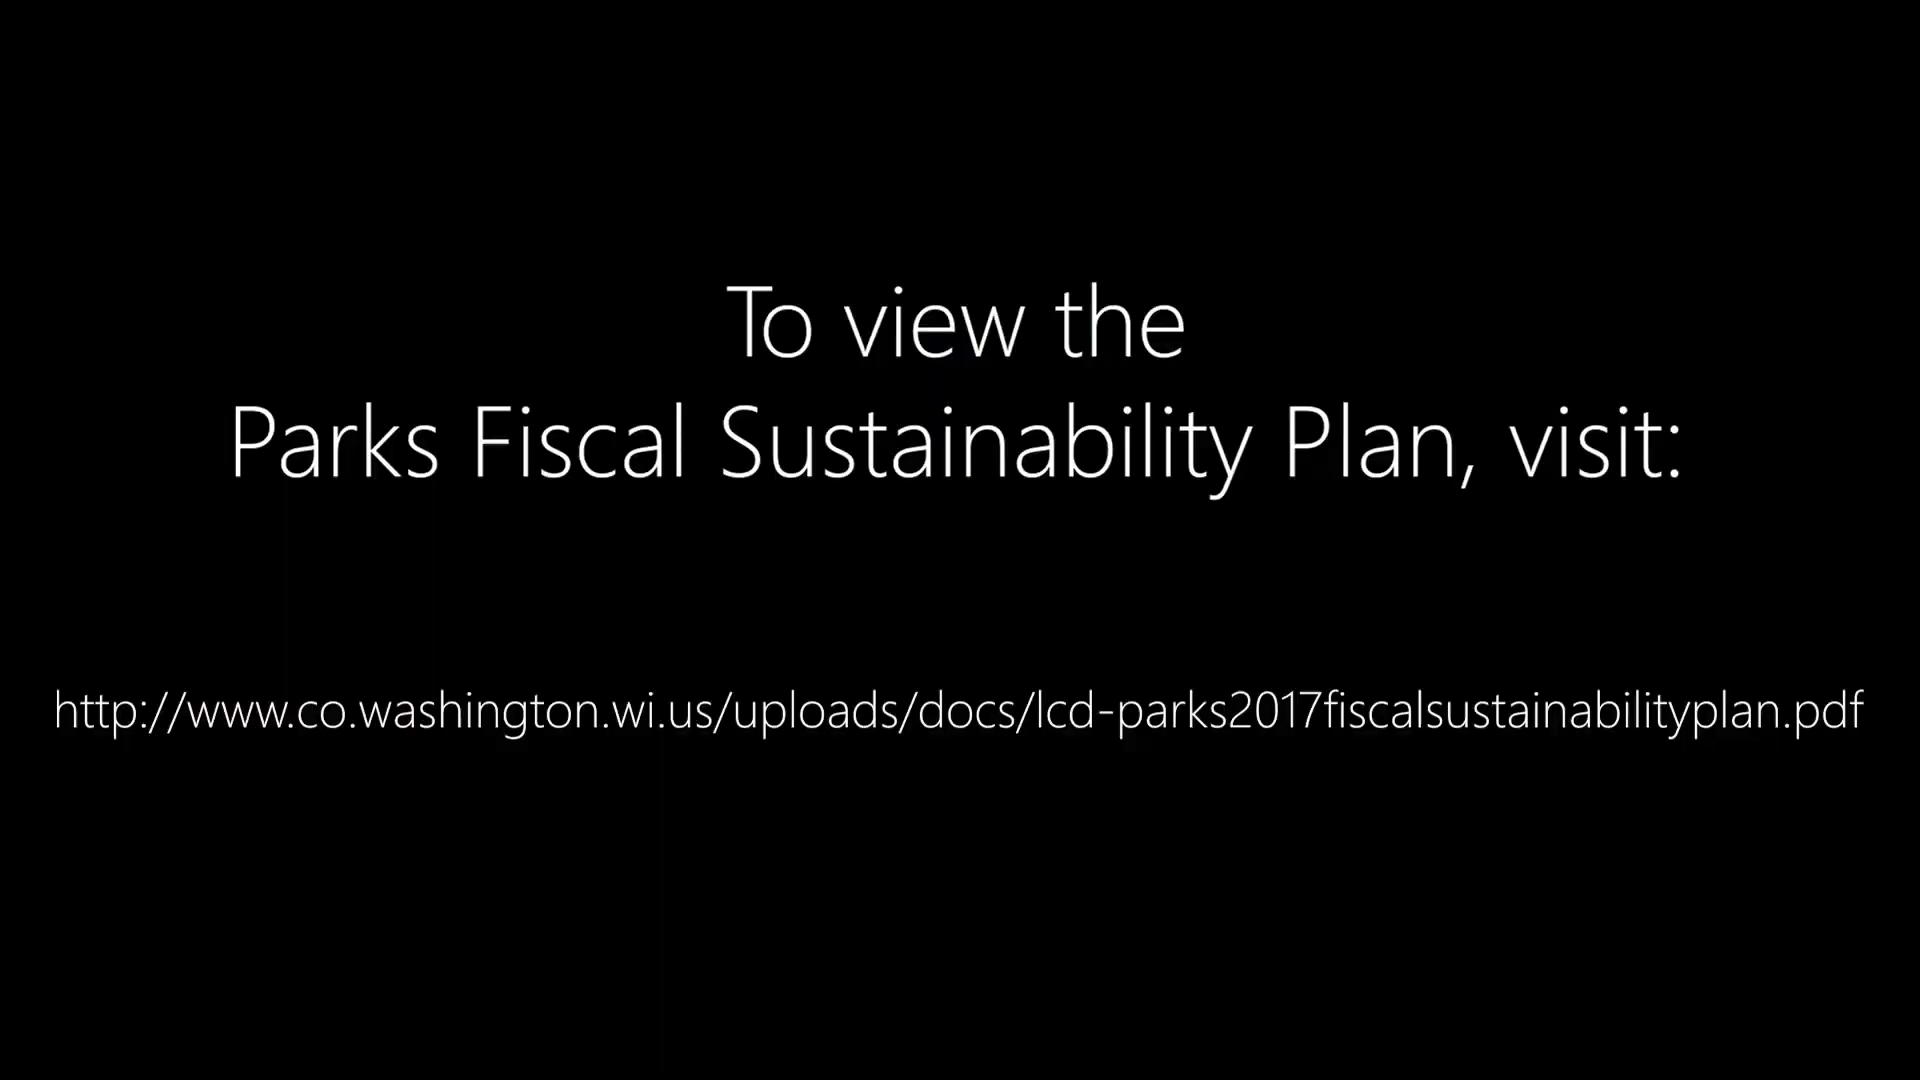 To view the
Parks Fiscal Sustainability Plan, visit:
http://www.co.washington.wi.us/uploads/docs/lcd-parks2017fiscalsustainabilityplan.pdf